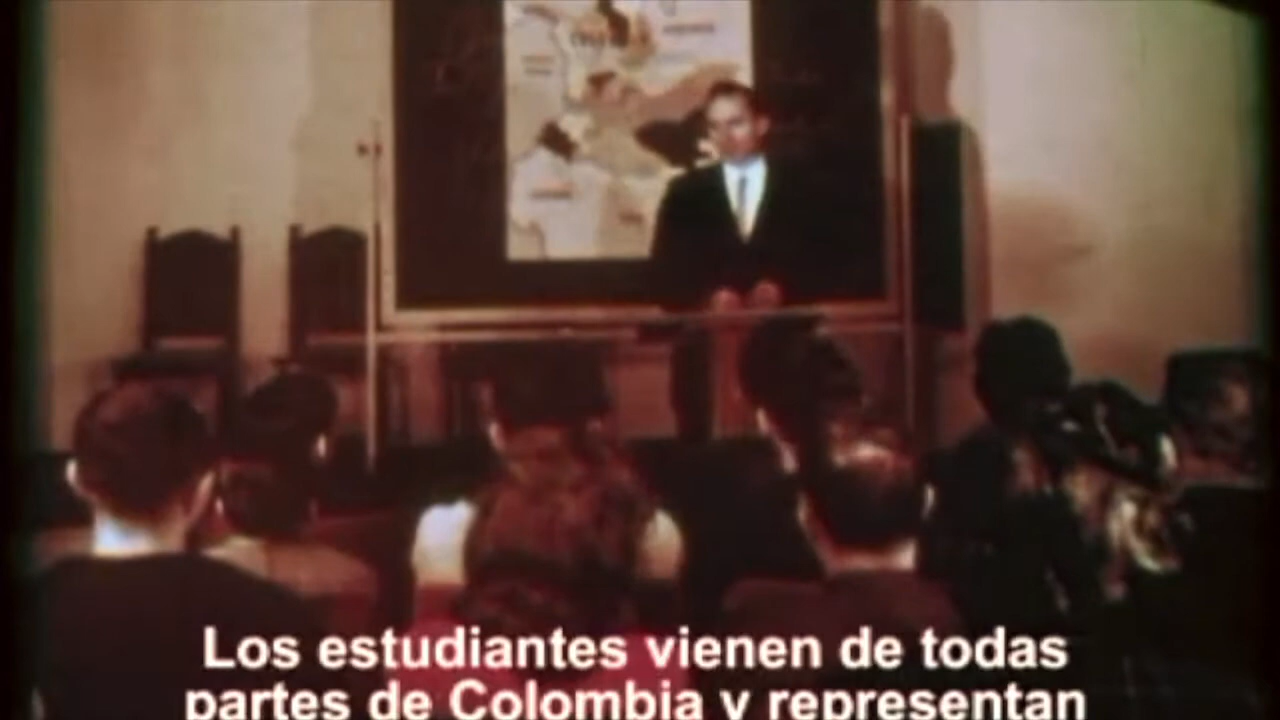 Los estudiantes vienen de todas
partes de Colombia y representan